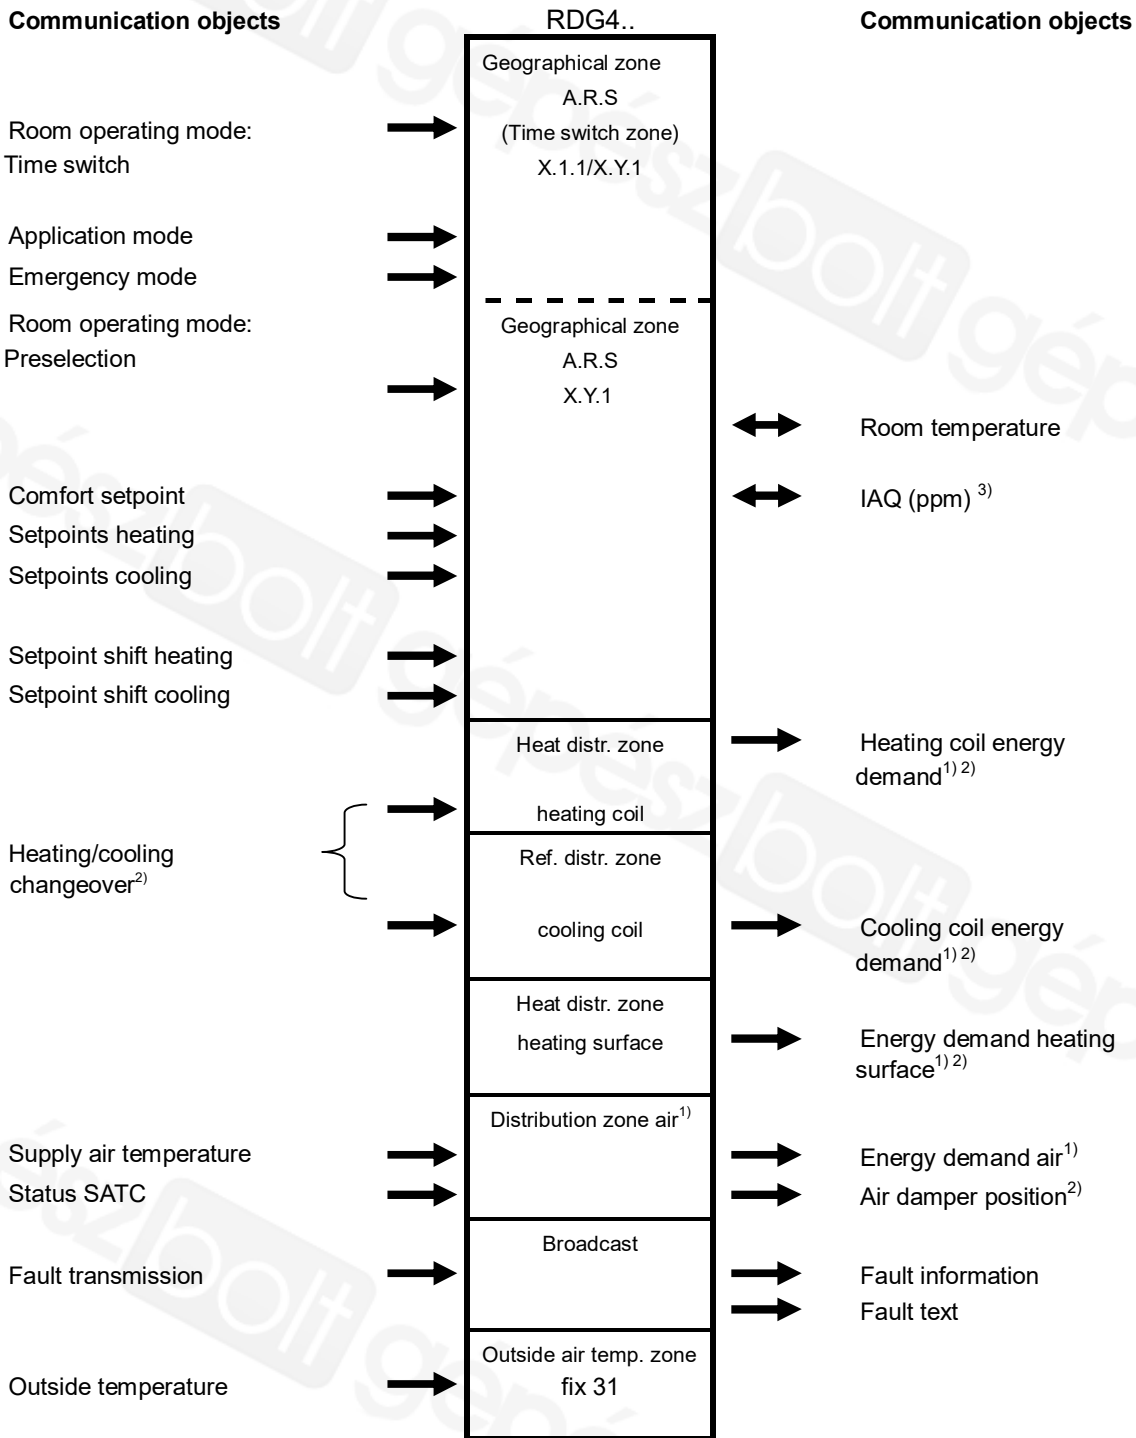 Communication objects
RDG4..
Communication objects
Geographical zone
A.R.S
(Time switch zone)
X.1.1/X.Y.1
Room operating mode:
Time switch
Application mode
Emergency mode
Room operating mode:
Preselection
Geographical zone
A.R.S
X.Y.1
Room temperature
Comfort setpoint
IAQ (ppm) 3)
Setpoints heating
Setpoints cooling
Setpoint shift heating
Setpoint shift cooling
Heat distr. zone
heating coil
Heating coil energy
demand1) 2)
Heating/cooling
changeover2)
Ref. distr. zone
cooling coil
Cooling coil energy
demand1) 2)
Heat distr. zone
heating surface
Energy demand heating
surface1) 2)
Distribution zone air1)
Supply air temperature
Energy demand air1)
Status SATC
Air damper position2)
Broadcast
Fault transmission
Fault information
Fault text
Outside air temp. zone
fix 31
Outside temperature
gépészbolt
gépészbolt
gépészbolt